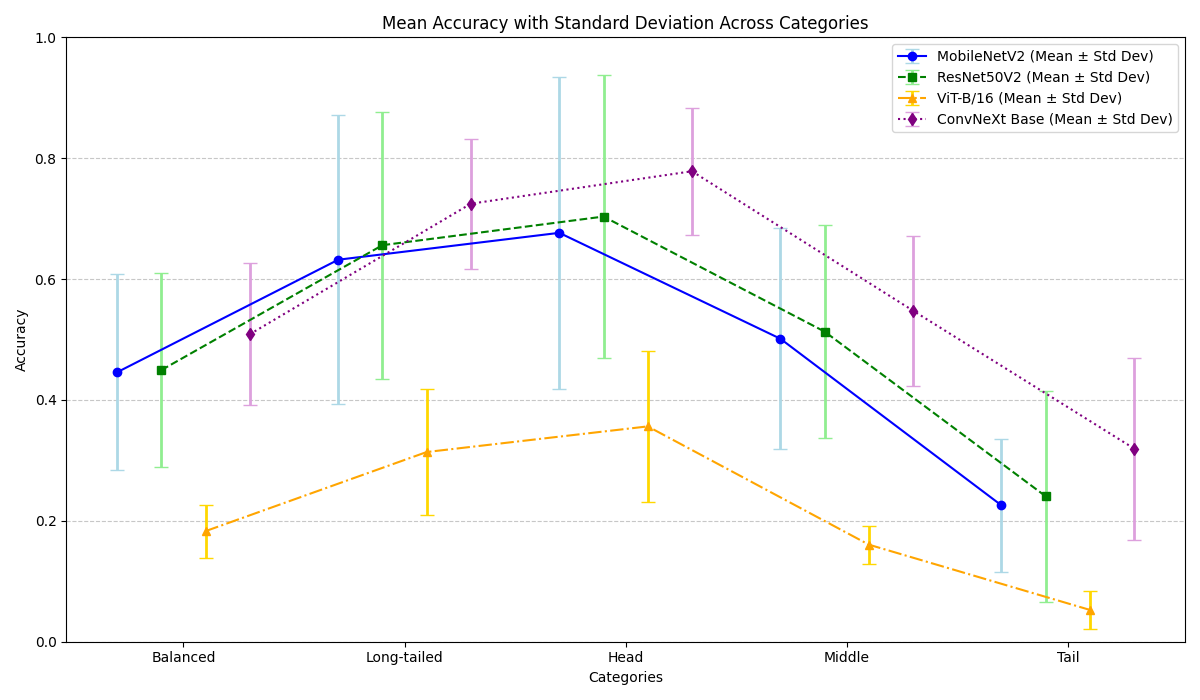 Mean Accuracy with Standard Deviation Across Categories
1.0
0.8
0.6
0.4
0.2
0.0
Accuracy
MobileNetV2 (Mean ± Std Dev)
ResNet50V2 (Mean ± Std Dev)
ViT-B/16 (Mean ± Std Dev)
ConvNeXt Base (Mean ± Std Dev)
Balanced
Long-tailed
Head
Middle
Tail
Categories